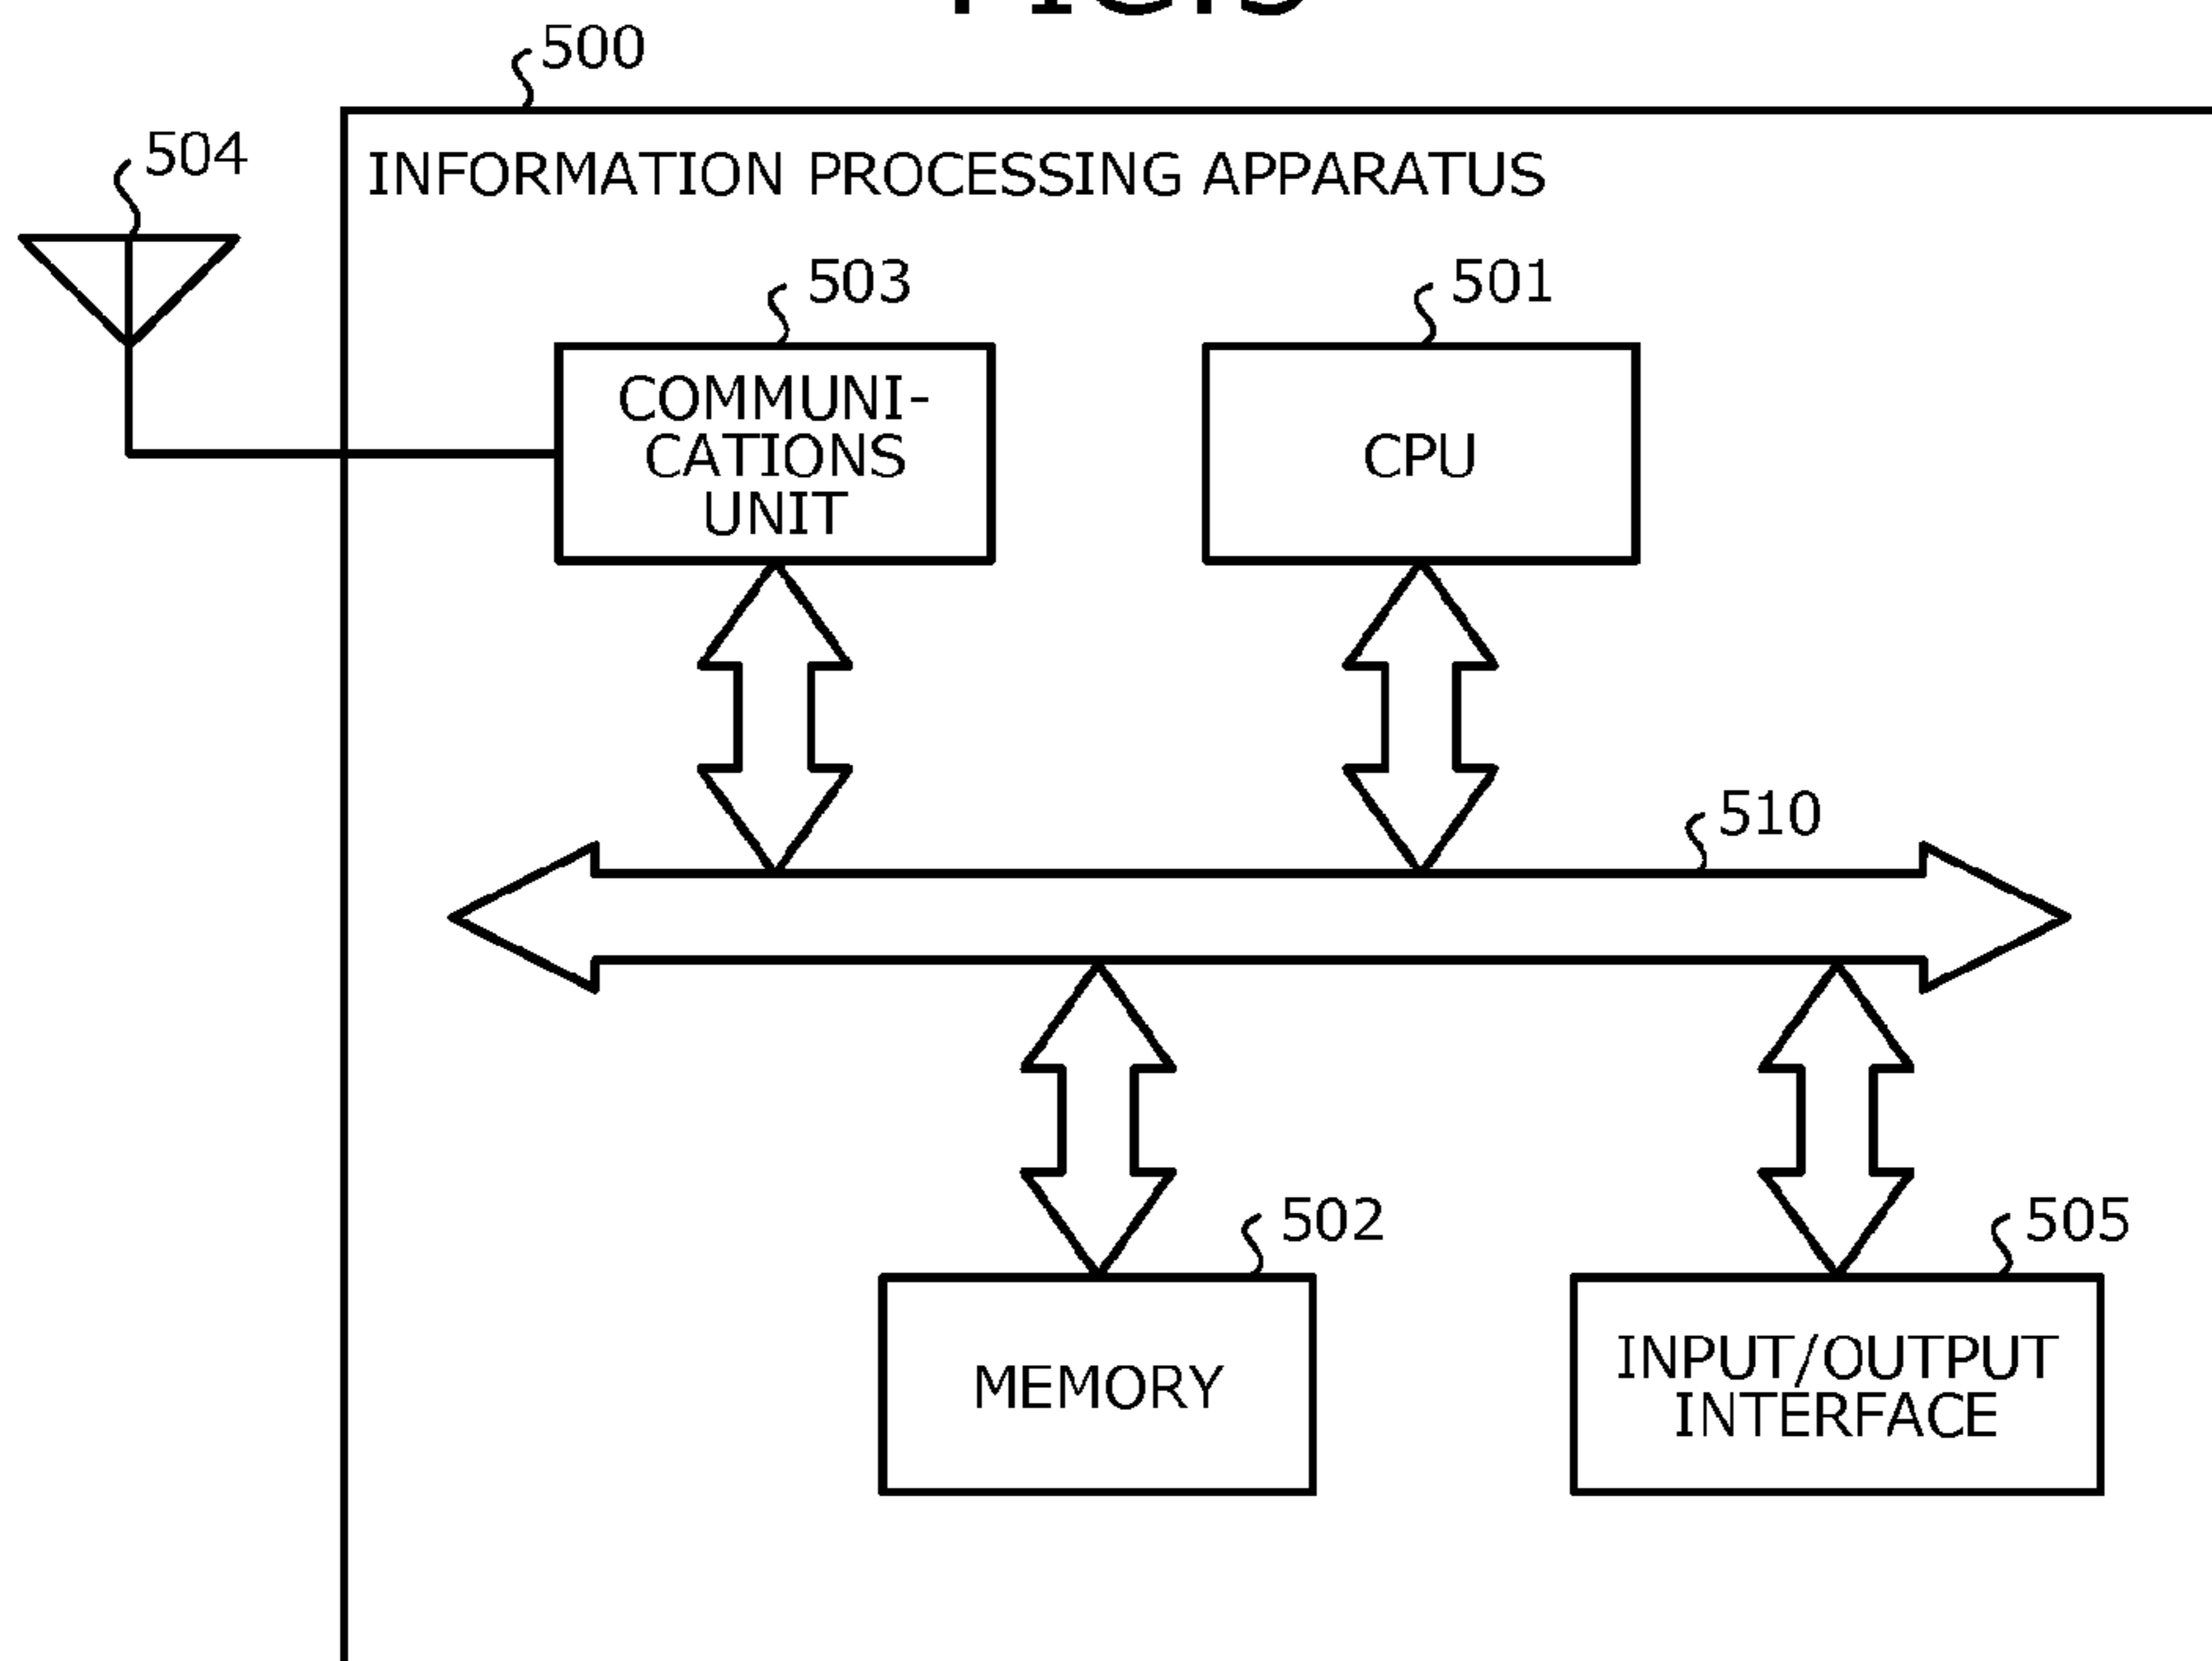 500
504
INFORMATION PROCESSING APPARATUS
503
501
COMMUNI-
CATIONS
UNIT
CPU
510
502
505
MEMORY
INPUT/OUTPUT
INTERFACE